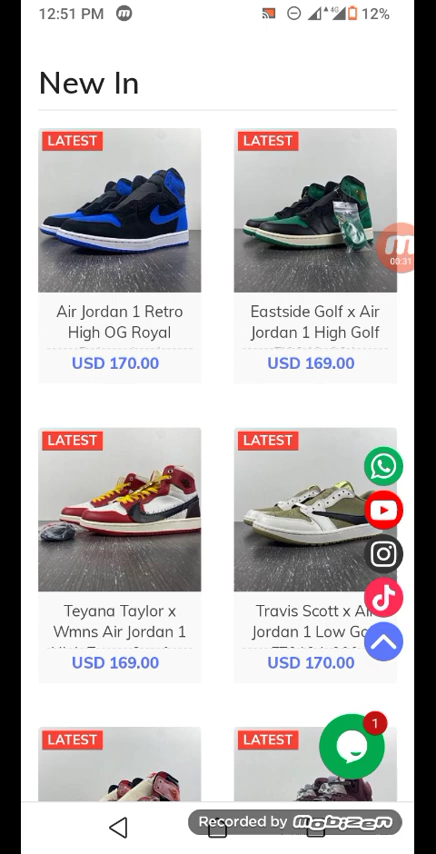 12:51 PM
4G
12%
New In
LATEST
LATEST
00:31
Air Jordan 1 Retro
High OG Royal
Eastside Golf x Air
Jordan 1 High Golf
USD 170.00
USD 169.00
LATEST
LATEST
Teyana Taylor x
Wmns Air Jordan 1
Travis Scott x Air
Jordan 1 Low
USD 169.00
USD 170.00
1
LATEST
LATEST
Recorded by mobizen